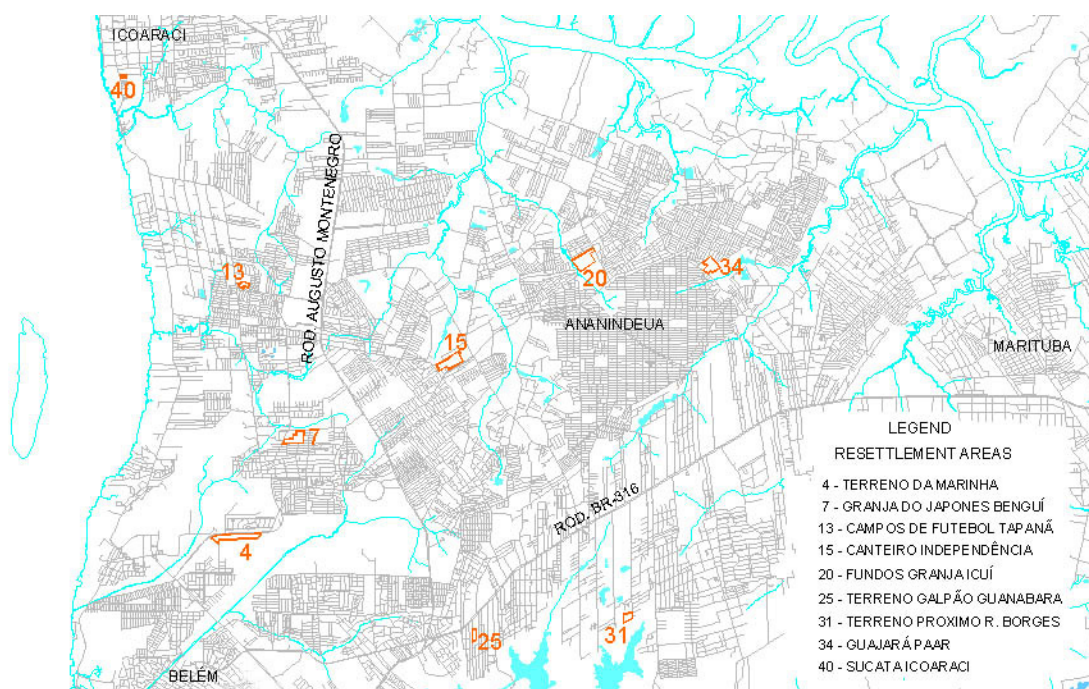 ICOARACI
40
ROD. AUGUSTO MONTENEGRO
13
20
34
ANANINDEUA
15
MARITUBA
7
ROD. BR-316
4
25
31
BELÉM
LEGEND
RESETTLEMENT AREAS
4 - TERRENO DA MARINHA
7 - GRANJA DO JAPONES BENGUÍ
13 - CAMPOS DE FUTEBOL TAPANÃ
15 - CANTEIRO INDEPENDÊNCIA
20 - FUNDOS GRANJA ICUÍ
25 - TERRENO GALPÃO GUANABARA
31 - TERRENO PROXIMO R. BORGES
34 - GUAJARÁ PAAR
40 - SUCATA ICOARACI